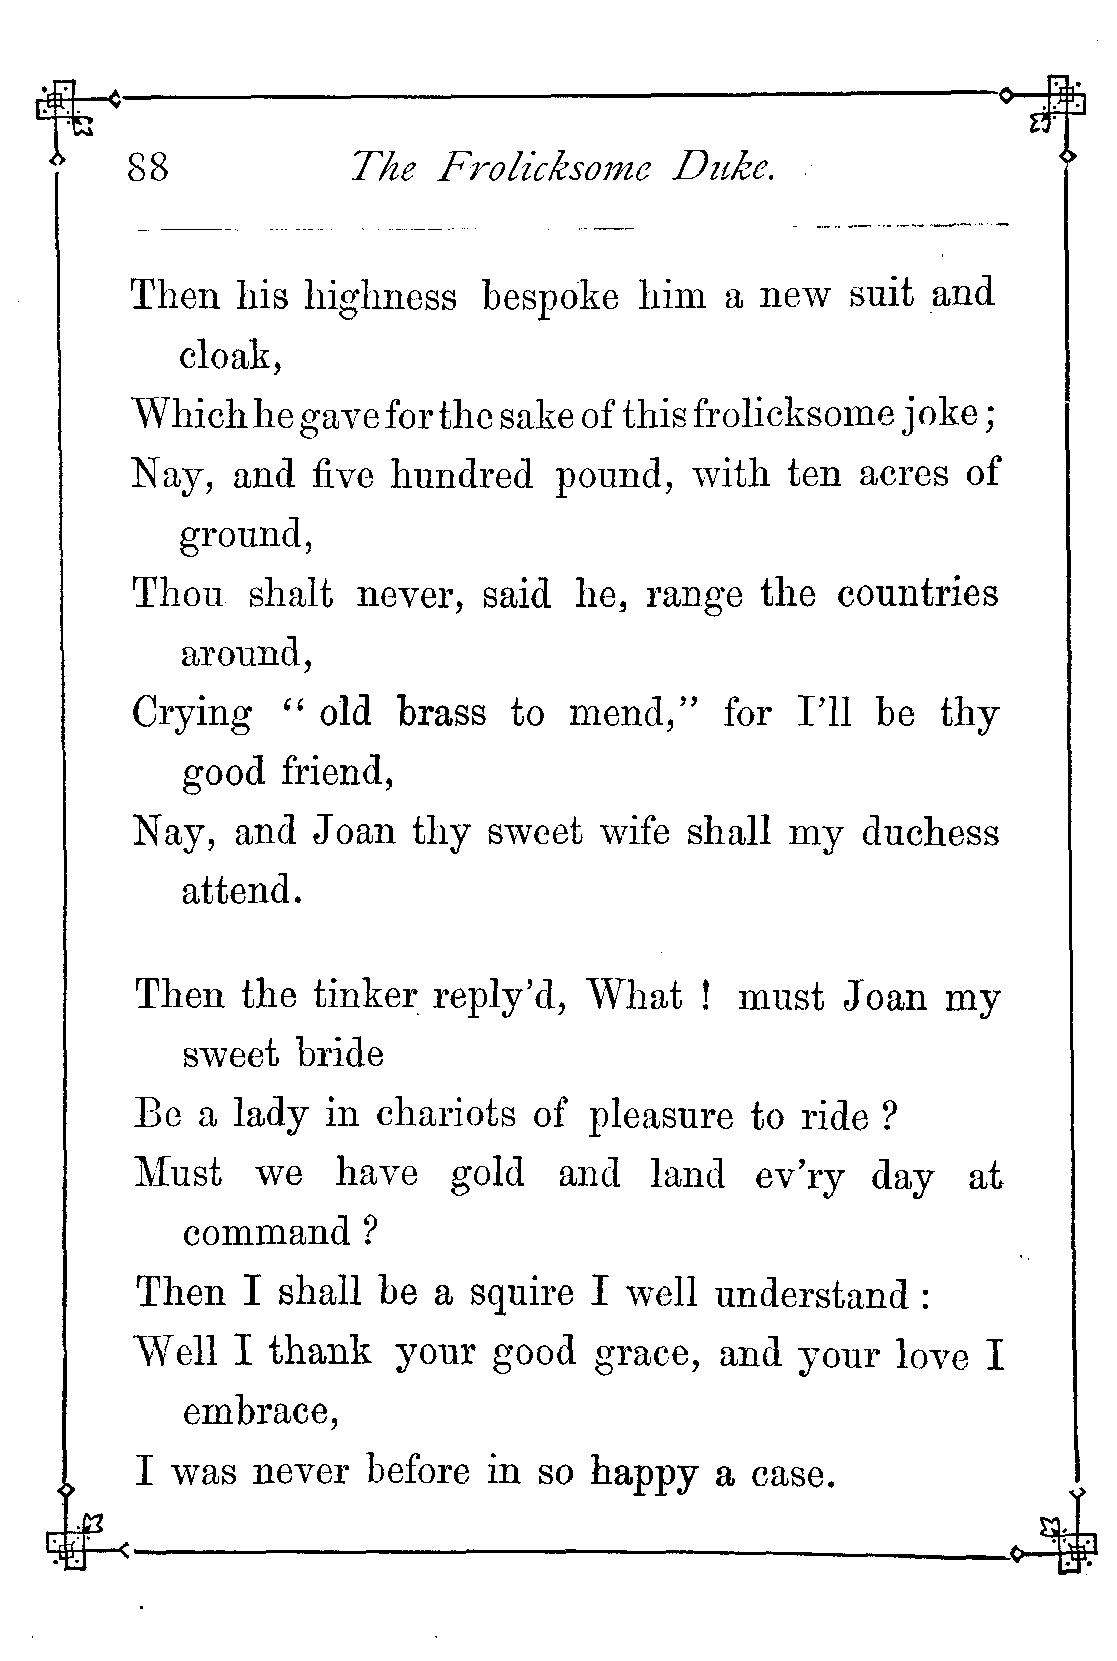 88 The Frolicksome Duke.
Then his highness bespoke him a new suit and
cloak,
Which he gave for the sake of this frolicksome joke;
Nay, and five hundred pound, with ten acres of
ground,
Thou shalt never, said he, range the countries
around,
Crying “ old brass to mend,” for I’ll be thy
good friend,
Nay, and Joan thy sweet wife shall my duchess
attend.
Then the tinker reply’d, What ! must Joan my
sweet bride
Be a lady in chariots of pleasure to ride ?
Must we have gold and land ev’ry day at
command ?
Then I shall be a squire I well understand :
Well I thank your good grace, and your love I
embrace,
I was never before in so happy a case.